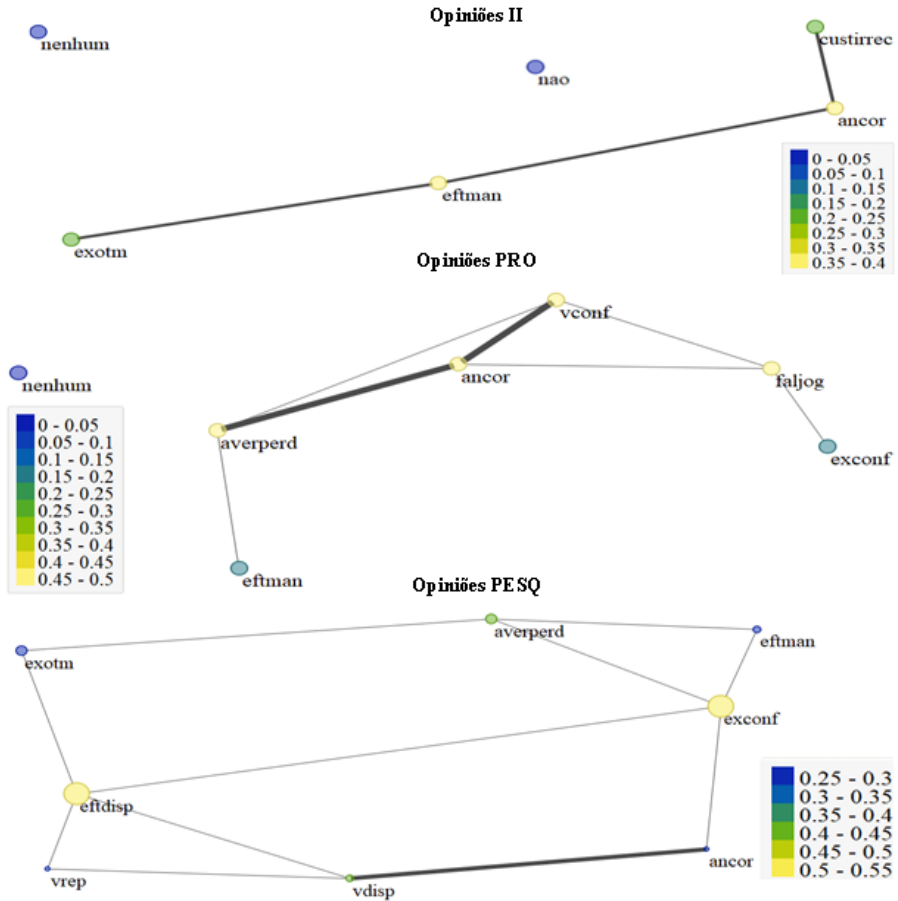 Opiniões II
nenhum
nao
custirrec
ancor
eftman
exotm
0 - 0.05
0.05 - 0.1
0.1 - 0.15
0.15 - 0.2
0.2 - 0.25
0.25 - 0.3
0.3 - 0.35
0.35 - 0.4
Opiniões PRO
vconf
nenhum
ancor
faljog
averperd
exconf
eftman
0 - 0.05
0.05 - 0.1
0.1 - 0.15
0.15 - 0.2
0.2 - 0.25
0.25 - 0.3
0.3 - 0.35
0.35 - 0.4
0.4 - 0.45
0.45 - 0.5
Opiniões PESQ
averperd
eftman
exotm
exconf
eftdisp
ancor
vrep
vdisp
0.25 - 0.3
0.3 - 0.35
0.35 - 0.4
0.4 - 0.45
0.45 - 0.5
0.5 - 0.55